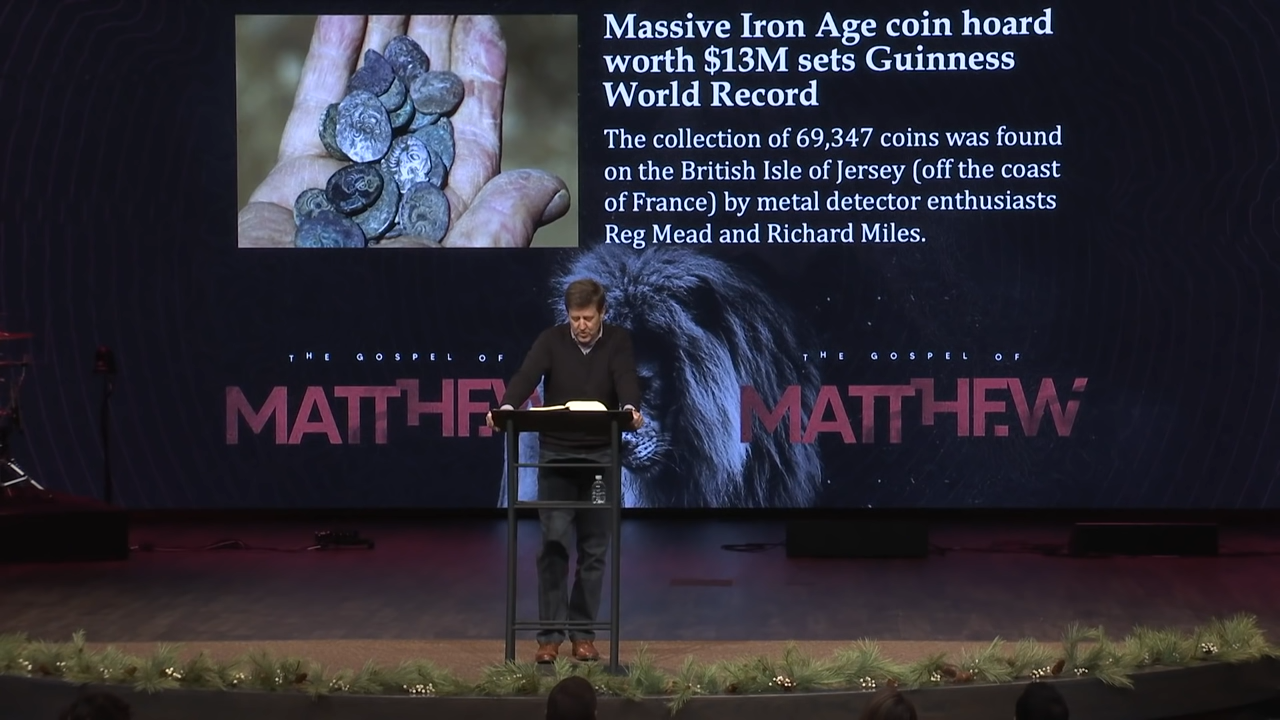 Massive Iron Age coin hoard
worth $13M sets Guinness
World Record
The collection of 69,347 coins was found
on the British Isle of Jersey (off the coast
of France) by metal detector enthusiasts
Reg Mead and Richard Miles.
THE GOSPEL OF
MATTHEW
THE GOSPEL OF
MATTHEW